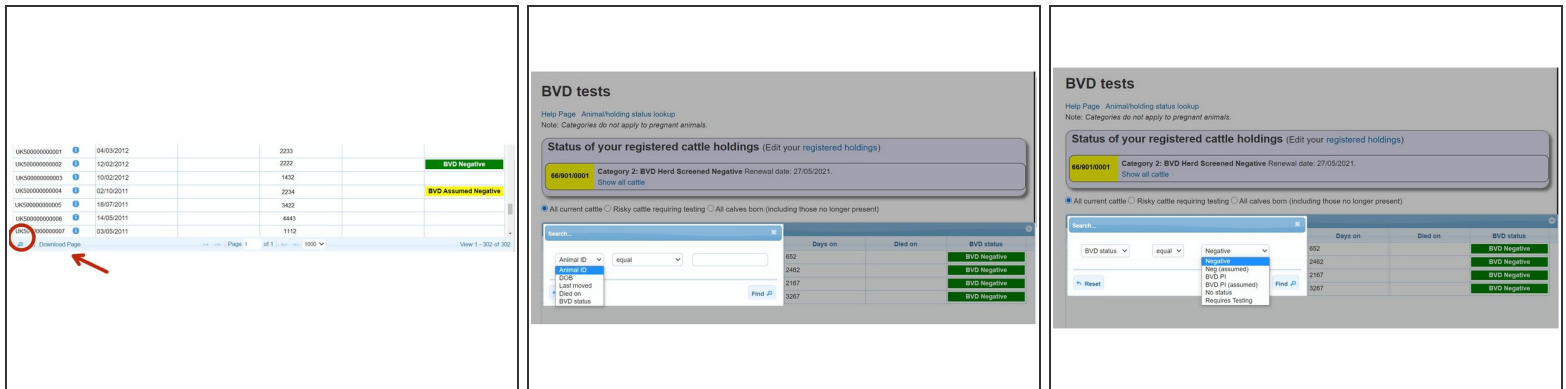 UK500000000001 04/03/2012 2233
UK500000000002 12/02/2012 2222 BVD Negative
UK500000000003 10/02/2012 1432
UK500000000004 02/10/2011 2234 BVD Assumed Negative
UK500000000005 18/07/2011 3422
UK500000000006 14/05/2011 4443
UK500000000007 03/05/2011 1112
Download Page Page 1 of 1 1000 View 1 - 302 of 302
BVD tests
Help Page Animal/holding status lookup
Note: Categories do not apply to pregnant animals.
Status of your registered cattle holdings (Edit your registered holdings)
66/901/0001 Category 2: BVD Herd Screened Negative Renewal date: 27/05/2021.
Show all cattle
All current cattle Risky cattle requiring testing All calves born (including those no longer present)
Search...
Days on Died on BVD status
Animal ID equal
Animal ID
DOB
Last moved
Died on
BVD status
Find
652 BVD Negative
2462 BVD Negative
2167 BVD Negative
3267 BVD Negative
BVD tests
Help Page Animal/holding status lookup
Note: Categories do not apply to pregnant animals.
Status of your registered cattle holdings (Edit your registered holdings)
66/901/0001 Category 2: BVD Herd Screened Negative Renewal date: 27/05/2021.
Show all cattle
All current cattle Risky cattle requiring testing All calves born (including those no longer present)
Search...
Days on Died on BVD status
BVD status equal Negative
Negative
Neg (assumed)
BVD PI
BVD PI (assumed)
No status
Requires Testing
Reset Find
652 BVD Negative
2462 BVD Negative
2167 BVD Negative
3267 BVD Negative